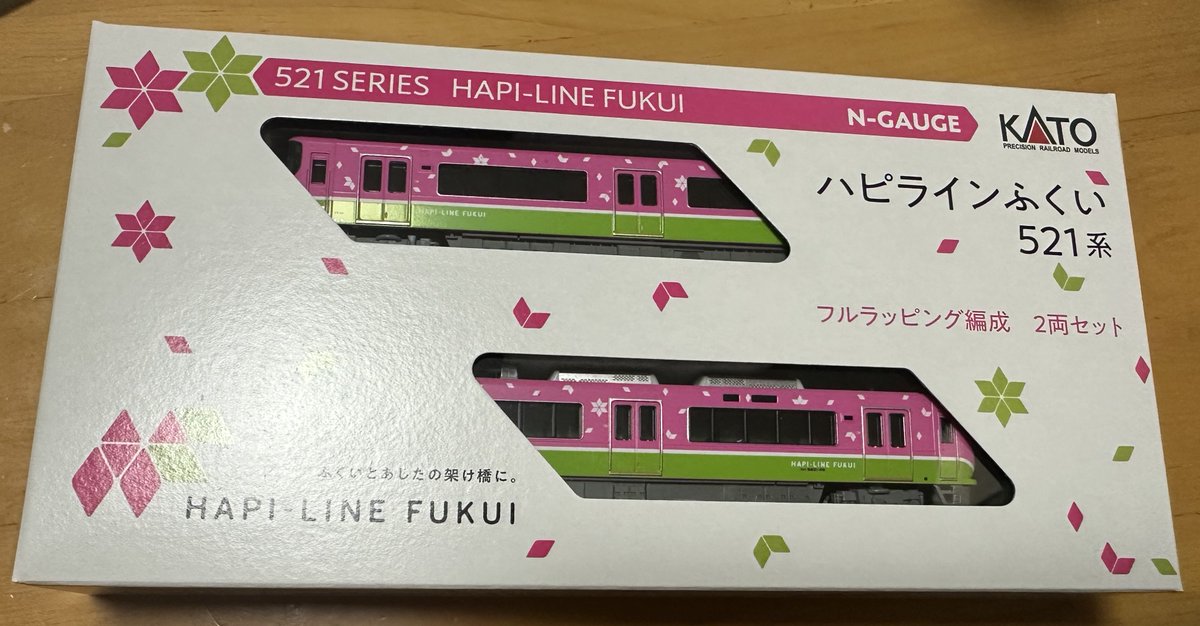 521 SERIES HAPI-LINE FUKUI
N-GAUGE
KATO
PRECISION RAILROAD MODELS
ハピラインふくい
521系
フルラッピング編成 2両セット
HAPI-LINE FUKUI
HAPI-LINE FUKUI
ふくいとあしたの架け橋に。
HAPI-LINE FUKUI